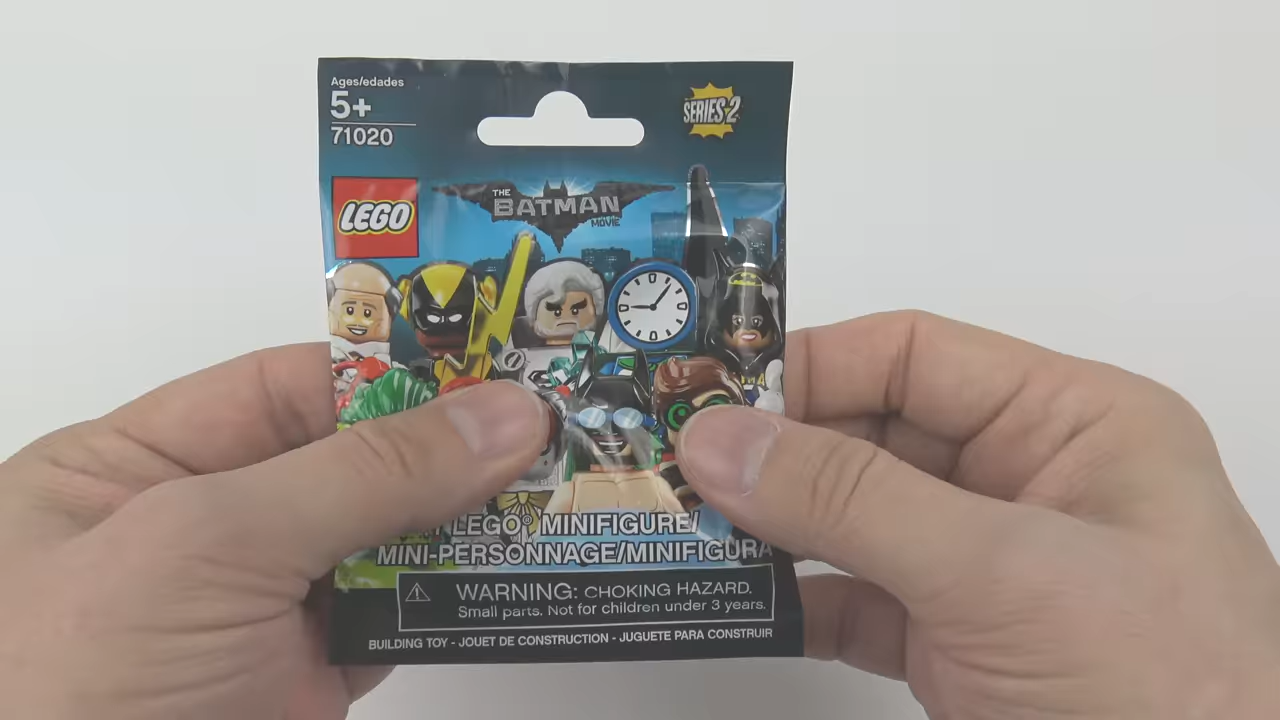 Ages/edades
5+
71020
SERIES 2
LEGO
THE
BATMAN
MOVIE
LEGO® MINIFIGURE/
MINI-PERSONNAGE/MINIFIGURA
WARNING: CHOKING HAZARD.
Small parts. Not for children under 3 years.
BUILDING TOY - JOUET DE CONSTRUCTION - JUGUETE PARA CONSTRUIR